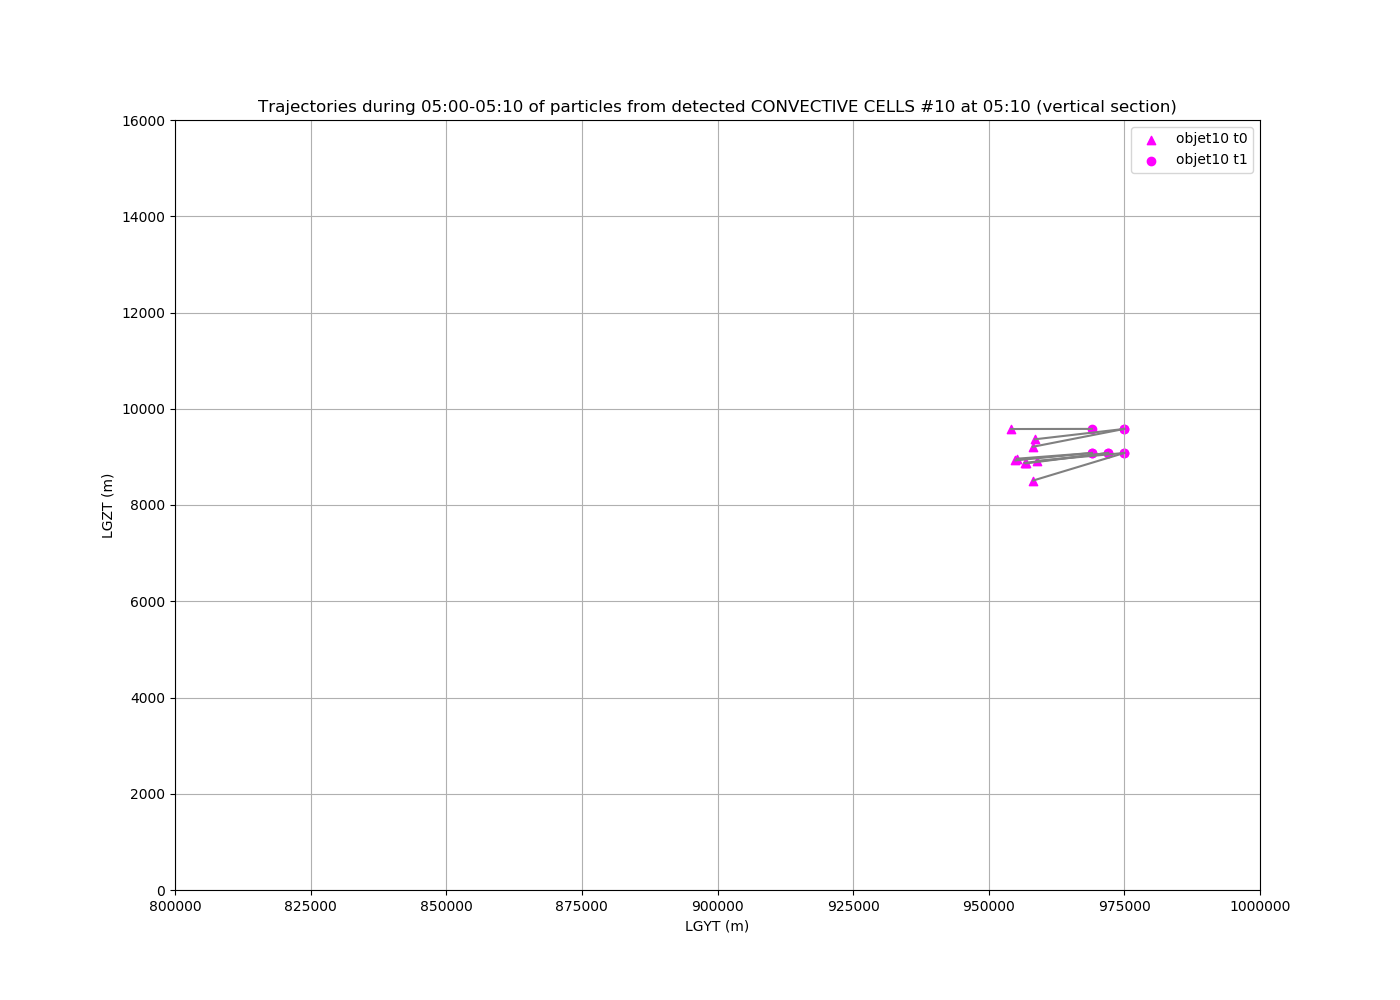 Trajectories during 05:00-05:10 of particles from detected CONVECTIVE CELLS #10 at 05:10 (vertical section)
objet10 t0
objet10 t1
16000
14000
12000
10000
8000
6000
4000
2000
0
LGZT (m)
800000 825000 850000 875000 900000 925000 950000 975000 1000000
LGYT (m)